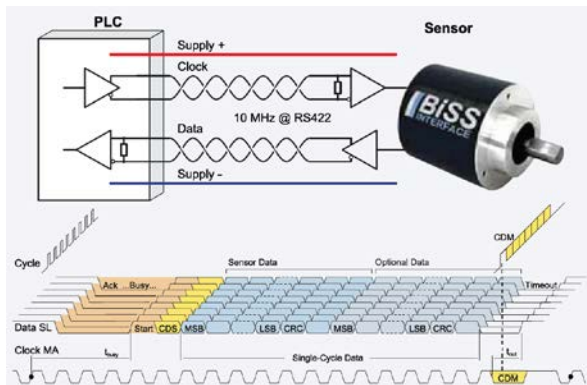 PLC
Sensor
Supply +
Clock
10 MHz @ RS422
Data
Supply -
BiSS
INTERFACE
CDM
Cycle
Sensor Data
Optional Data
Ack ...Busy...
Timeout
Data SL
Start CDS MSB LSB CRC MSB LSB CRC
Clock MA
tbusy
Single-Cycle Data
tout
CDM